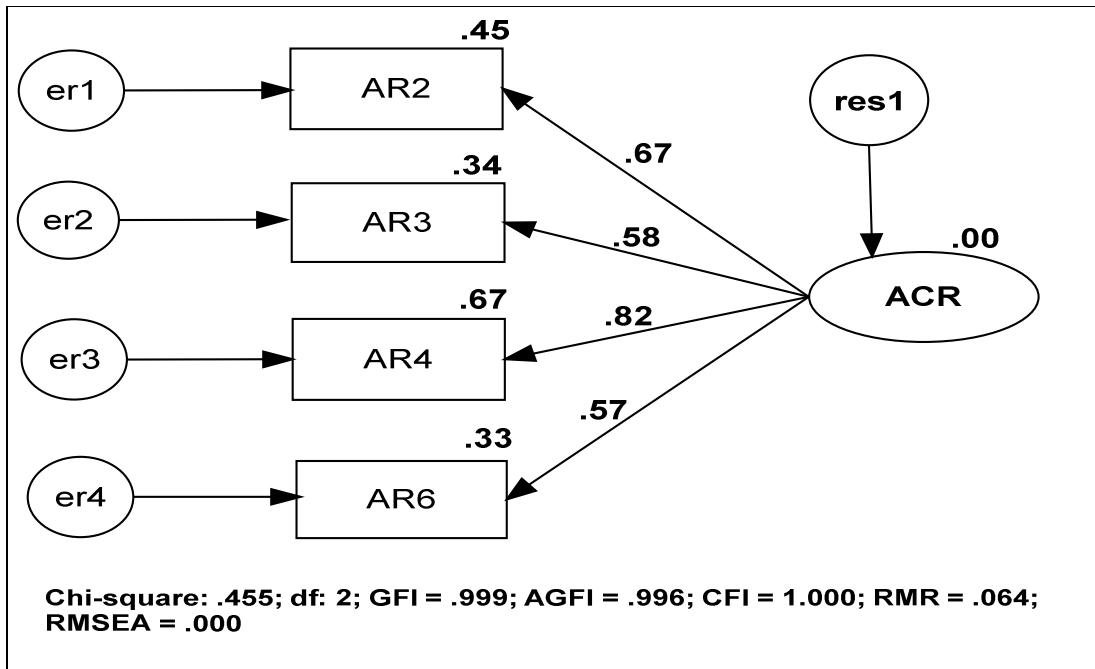 .45
er1
AR2
res1
.67
.34
er2
AR3
.58
.00
ACR
.67
.82
er3
AR4
.57
.33
er4
AR6
Chi-square: .455; df: 2; GFI = .999; AGFI = .996; CFI = 1.000; RMR = .064;
RMSEA = .000